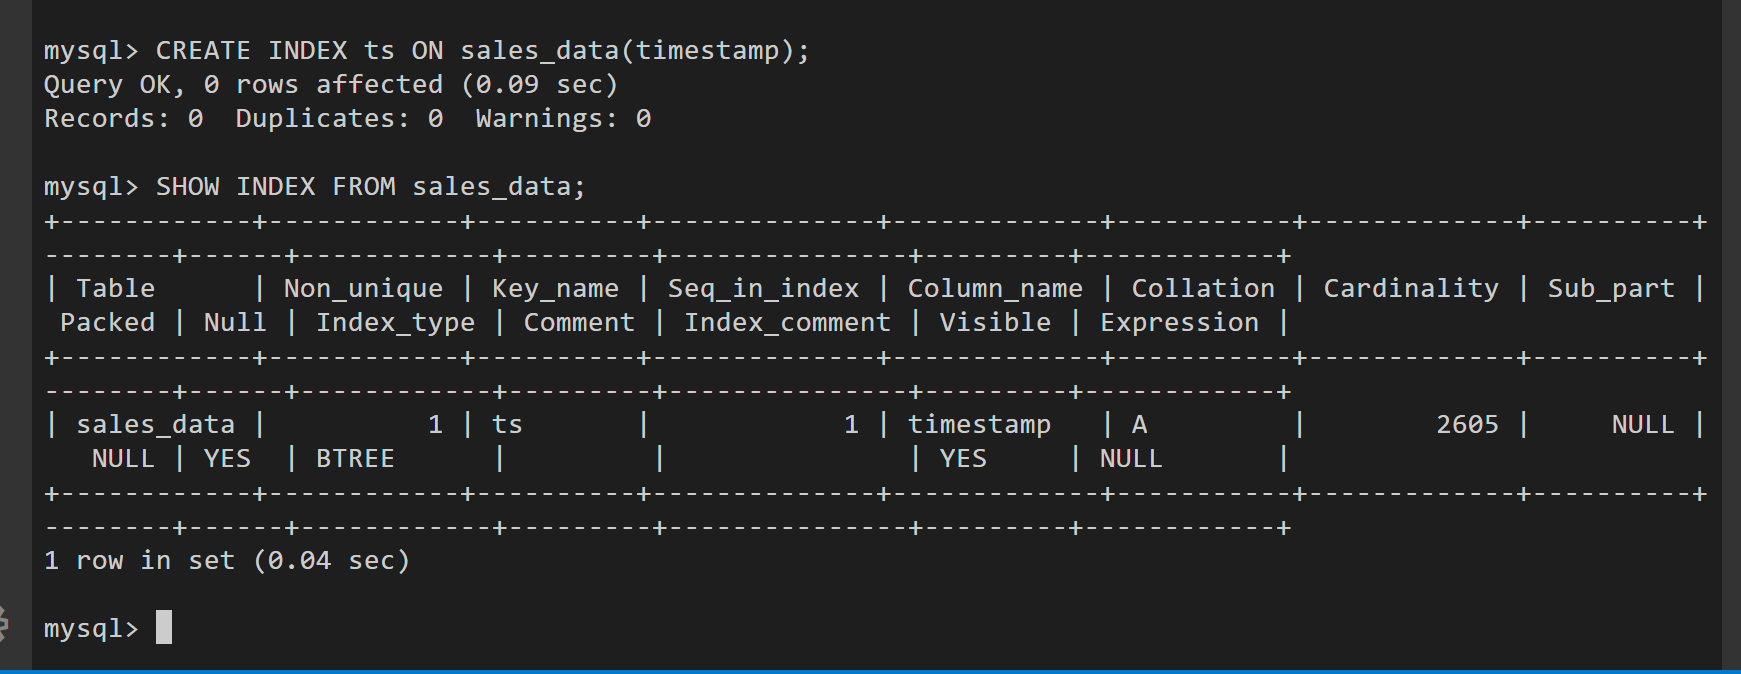 mysql> CREATE INDEX ts ON sales_data(timestamp);
Query OK, 0 rows affected (0.09 sec)
Records: 0  Duplicates: 0  Warnings: 0

mysql> SHOW INDEX FROM sales_data;
+------------+------------+----------+--------------+-------------+-----------+-------------+----------+
--------+------+------------+---------+---------------+---------+------------+
| Table      | Non_unique | Key_name | Seq_in_index | Column_name | Collation | Cardinality | Sub_part |
 Packed | Null | Index_type | Comment | Index_comment | Visible | Expression |
+------------+------------+----------+--------------+-------------+-----------+-------------+----------+
--------+------+------------+---------+---------------+---------+------------+
| sales_data |          1 | ts       |            1 | timestamp   | A         |        2605 |     NULL |
   NULL | YES  | BTREE      |         |               | YES     | NULL       |
+------------+------------+----------+--------------+-------------+-----------+-------------+----------+
--------+------+------------+---------+---------------+---------+------------+
1 row in set (0.04 sec)

mysql>